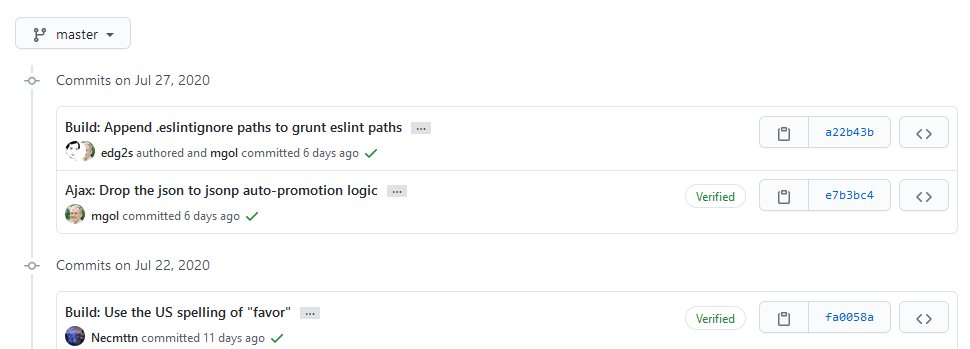 master
Commits on Jul 27, 2020
Build: Append .eslintignore paths to grunt eslint paths ...
a22b43b
edg2s authored and mgol committed 6 days ago
Ajax: Drop the json to jsonp auto-promotion logic ...
Verified
e7b3bc4
mgol committed 6 days ago
Commits on Jul 22, 2020
Build: Use the US spelling of "favor" ...
Verified
fa0058a
Necmttn committed 11 days ago